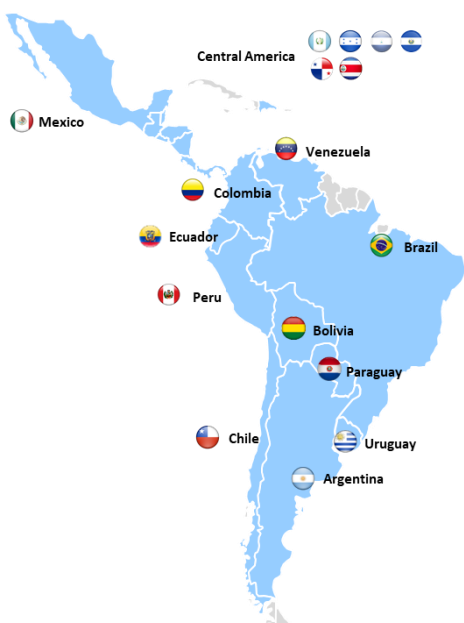 Central America
Mexico
Venezuela
Colombia
Ecuador
Brazil
Peru
Bolivia
Paraguay
Chile
Uruguay
Argentina